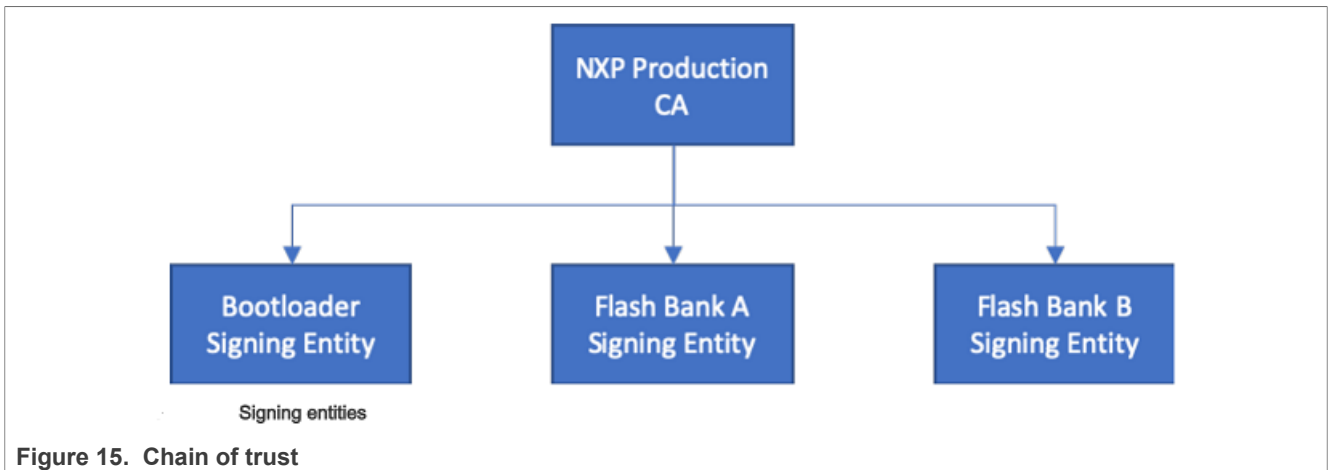 NXP Production
CA
Bootloader
Signing Entity
Flash Bank A
Signing Entity
Flash Bank B
Signing Entity
Signing entities
Figure 15. Chain of trust